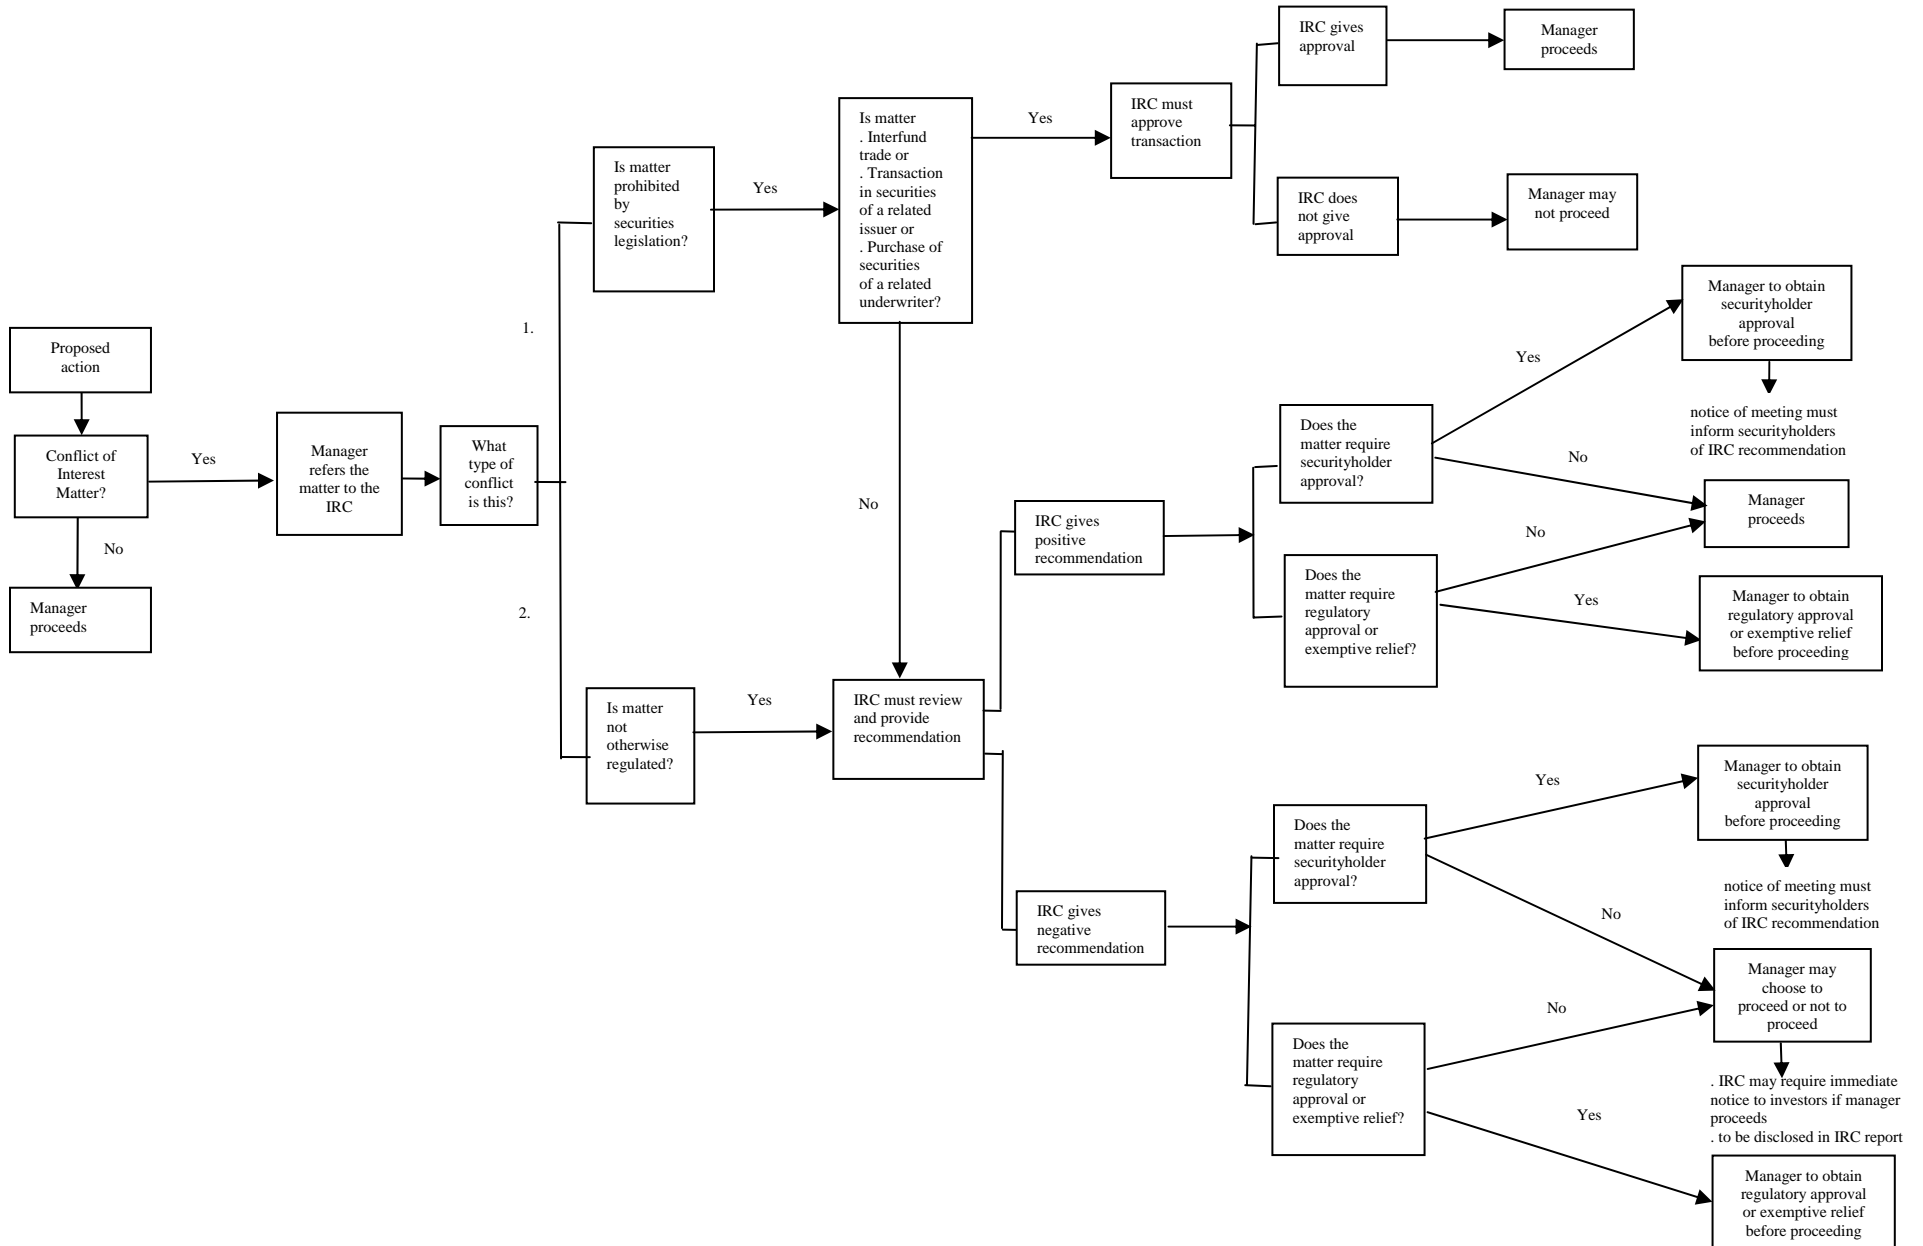 Proposed
action
Conflict of
Interest
Matter?
Yes
No
Manager
proceeds
Manager
refers the
matter to the
IRC
What
type of
conflict
is this?
1.
2.
Is matter
prohibited
by
securities
legislation?
Yes
Is matter
. Interfund
trade or
. Transaction
in securities
of a related
issuer or
. Purchase of
securities
of a related
underwriter?
Yes
No
IRC must
approve
transaction
IRC gives
approval
Manager
proceeds
IRC does
not give
approval
Manager may
not proceed
Is matter
not
otherwise
regulated?
Yes
IRC must review
and provide
recommendation
IRC gives
positive
recommendation
Does the
matter require
securityholder
approval?
Yes
Manager to obtain
securityholder
approval
before proceeding
notice of meeting must
inform securityholders
of IRC recommendation
No
Manager
proceeds
Does the
matter require
regulatory
approval or
exemptive relief?
No
Yes
Manager to obtain
regulatory approval
or exemptive relief
before proceeding
IRC gives
negative
recommendation
Does the
matter require
securityholder
approval?
Yes
Manager to obtain
securityholder
approval
before proceeding
notice of meeting must
inform securityholders
of IRC recommendation
No
Manager may
choose to
proceed or not to
proceed
. IRC may require immediate
notice to investors if manager
proceeds
. to be disclosed in IRC report
Does the
matter require
regulatory
approval or
exemptive relief?
No
Yes
Manager to obtain
regulatory approval
or exemptive relief
before proceeding